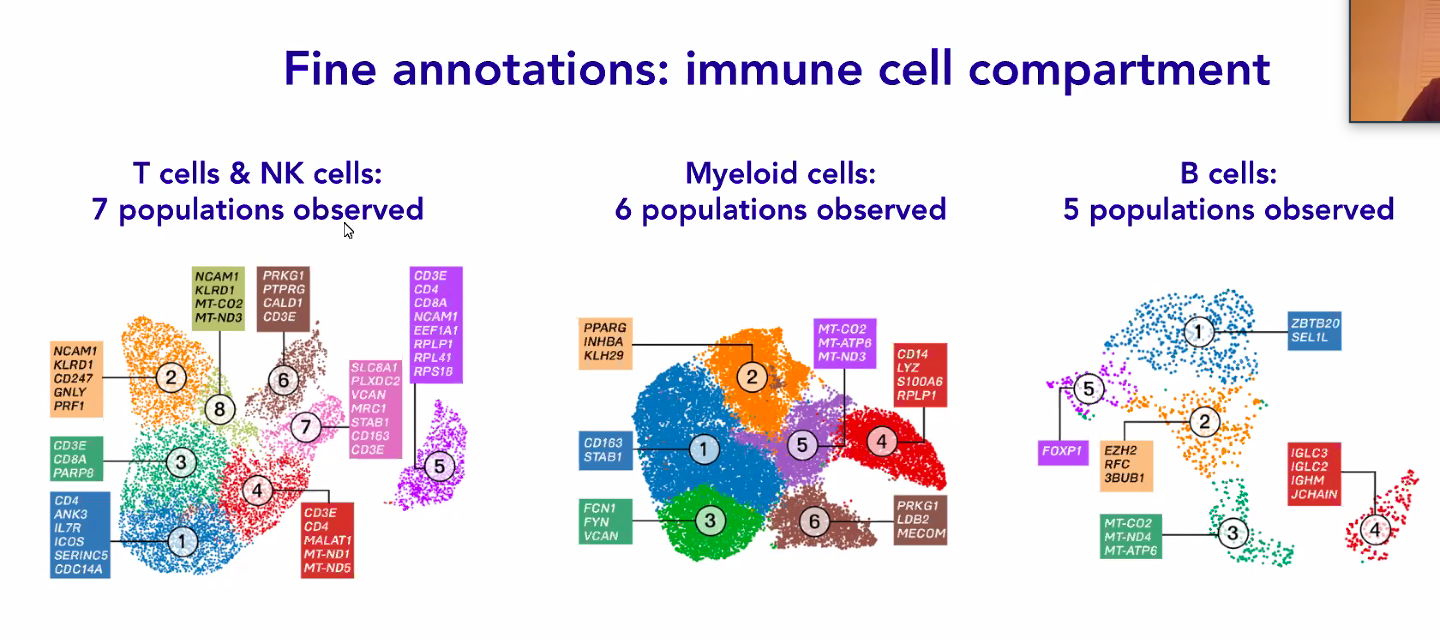 Fine annotations: immune cell compartment
T cells & NK cells:
7 populations observed
NCAM1
KLRD1
MT-CO2
MT-ND3
PRKG1
PTPRG
CALD1
CD3E
CD3E
CD4
CD8A
NCAM1
EEF1A1
RPLP1
RPL41
RPS18
NCAM1
KLRD1
CD247
GNLY
PRF1
SLC8A1
PLXDC2
VCAN
MRC1
STAB1
CD163
CD3E
CD3E
CD8A
PARP8
CD4
ANK3
IL7R
ICOS
SERINC5
CDC14A
CD3E
CD4
MALAT1
MT-ND1
MT-ND5
2
8
6
7
3
4
5
1
Myeloid cells:
6 populations observed
PPARG
INHBA
KLH29
MT-CO2
MT-ATP6
MT-ND3
CD14
LYZ
S100A6
RPLP1
CD163
STAB1
FCN1
FYN
VCAN
PRKG1
LDB2
MECOM
2
1
5
4
3
6
B cells:
5 populations observed
ZBTB20
SEL1L
FOXP1
EZH2
RFC
3BUB1
IGLC3
IGLC2
IGHM
JCHAIN
MT-CO2
MT-ND4
MT-ATP6
1
5
2
3
4